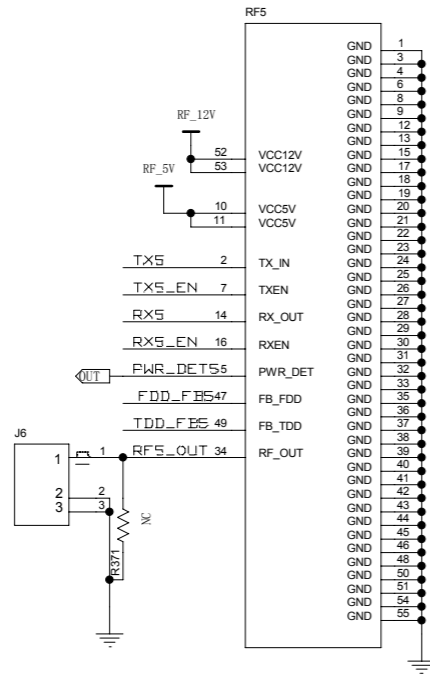 RF5
RF_12V
52 VCC12V
53 VCC12V
RF_5V
10 VCC5V
11 VCC5V
TX5 2 TX_IN
TX5_EN 7 TXEN
RX5 14 RX_OUT
RX5_EN 16 RXEN
OUT PWR_DET5 5 PWR_DET
FDD_FB5 47 FB_FDD
TDD_FB5 49 FB_TDD
RF5_OUT 34 RF_OUT
J6
1 1
2 2
3 3
R371
NC
GND 1
GND 3
GND 4
GND 6
GND 8
GND 9
GND 12
GND 13
GND 15
GND 17
GND 18
GND 19
GND 20
GND 21
GND 22
GND 23
GND 24
GND 25
GND 26
GND 27
GND 28
GND 29
GND 30
GND 31
GND 32
GND 33
GND 35
GND 36
GND 37
GND 38
GND 39
GND 40
GND 41
GND 42
GND 43
GND 44
GND 45
GND 46
GND 48
GND 50
GND 51
GND 54
GND 55